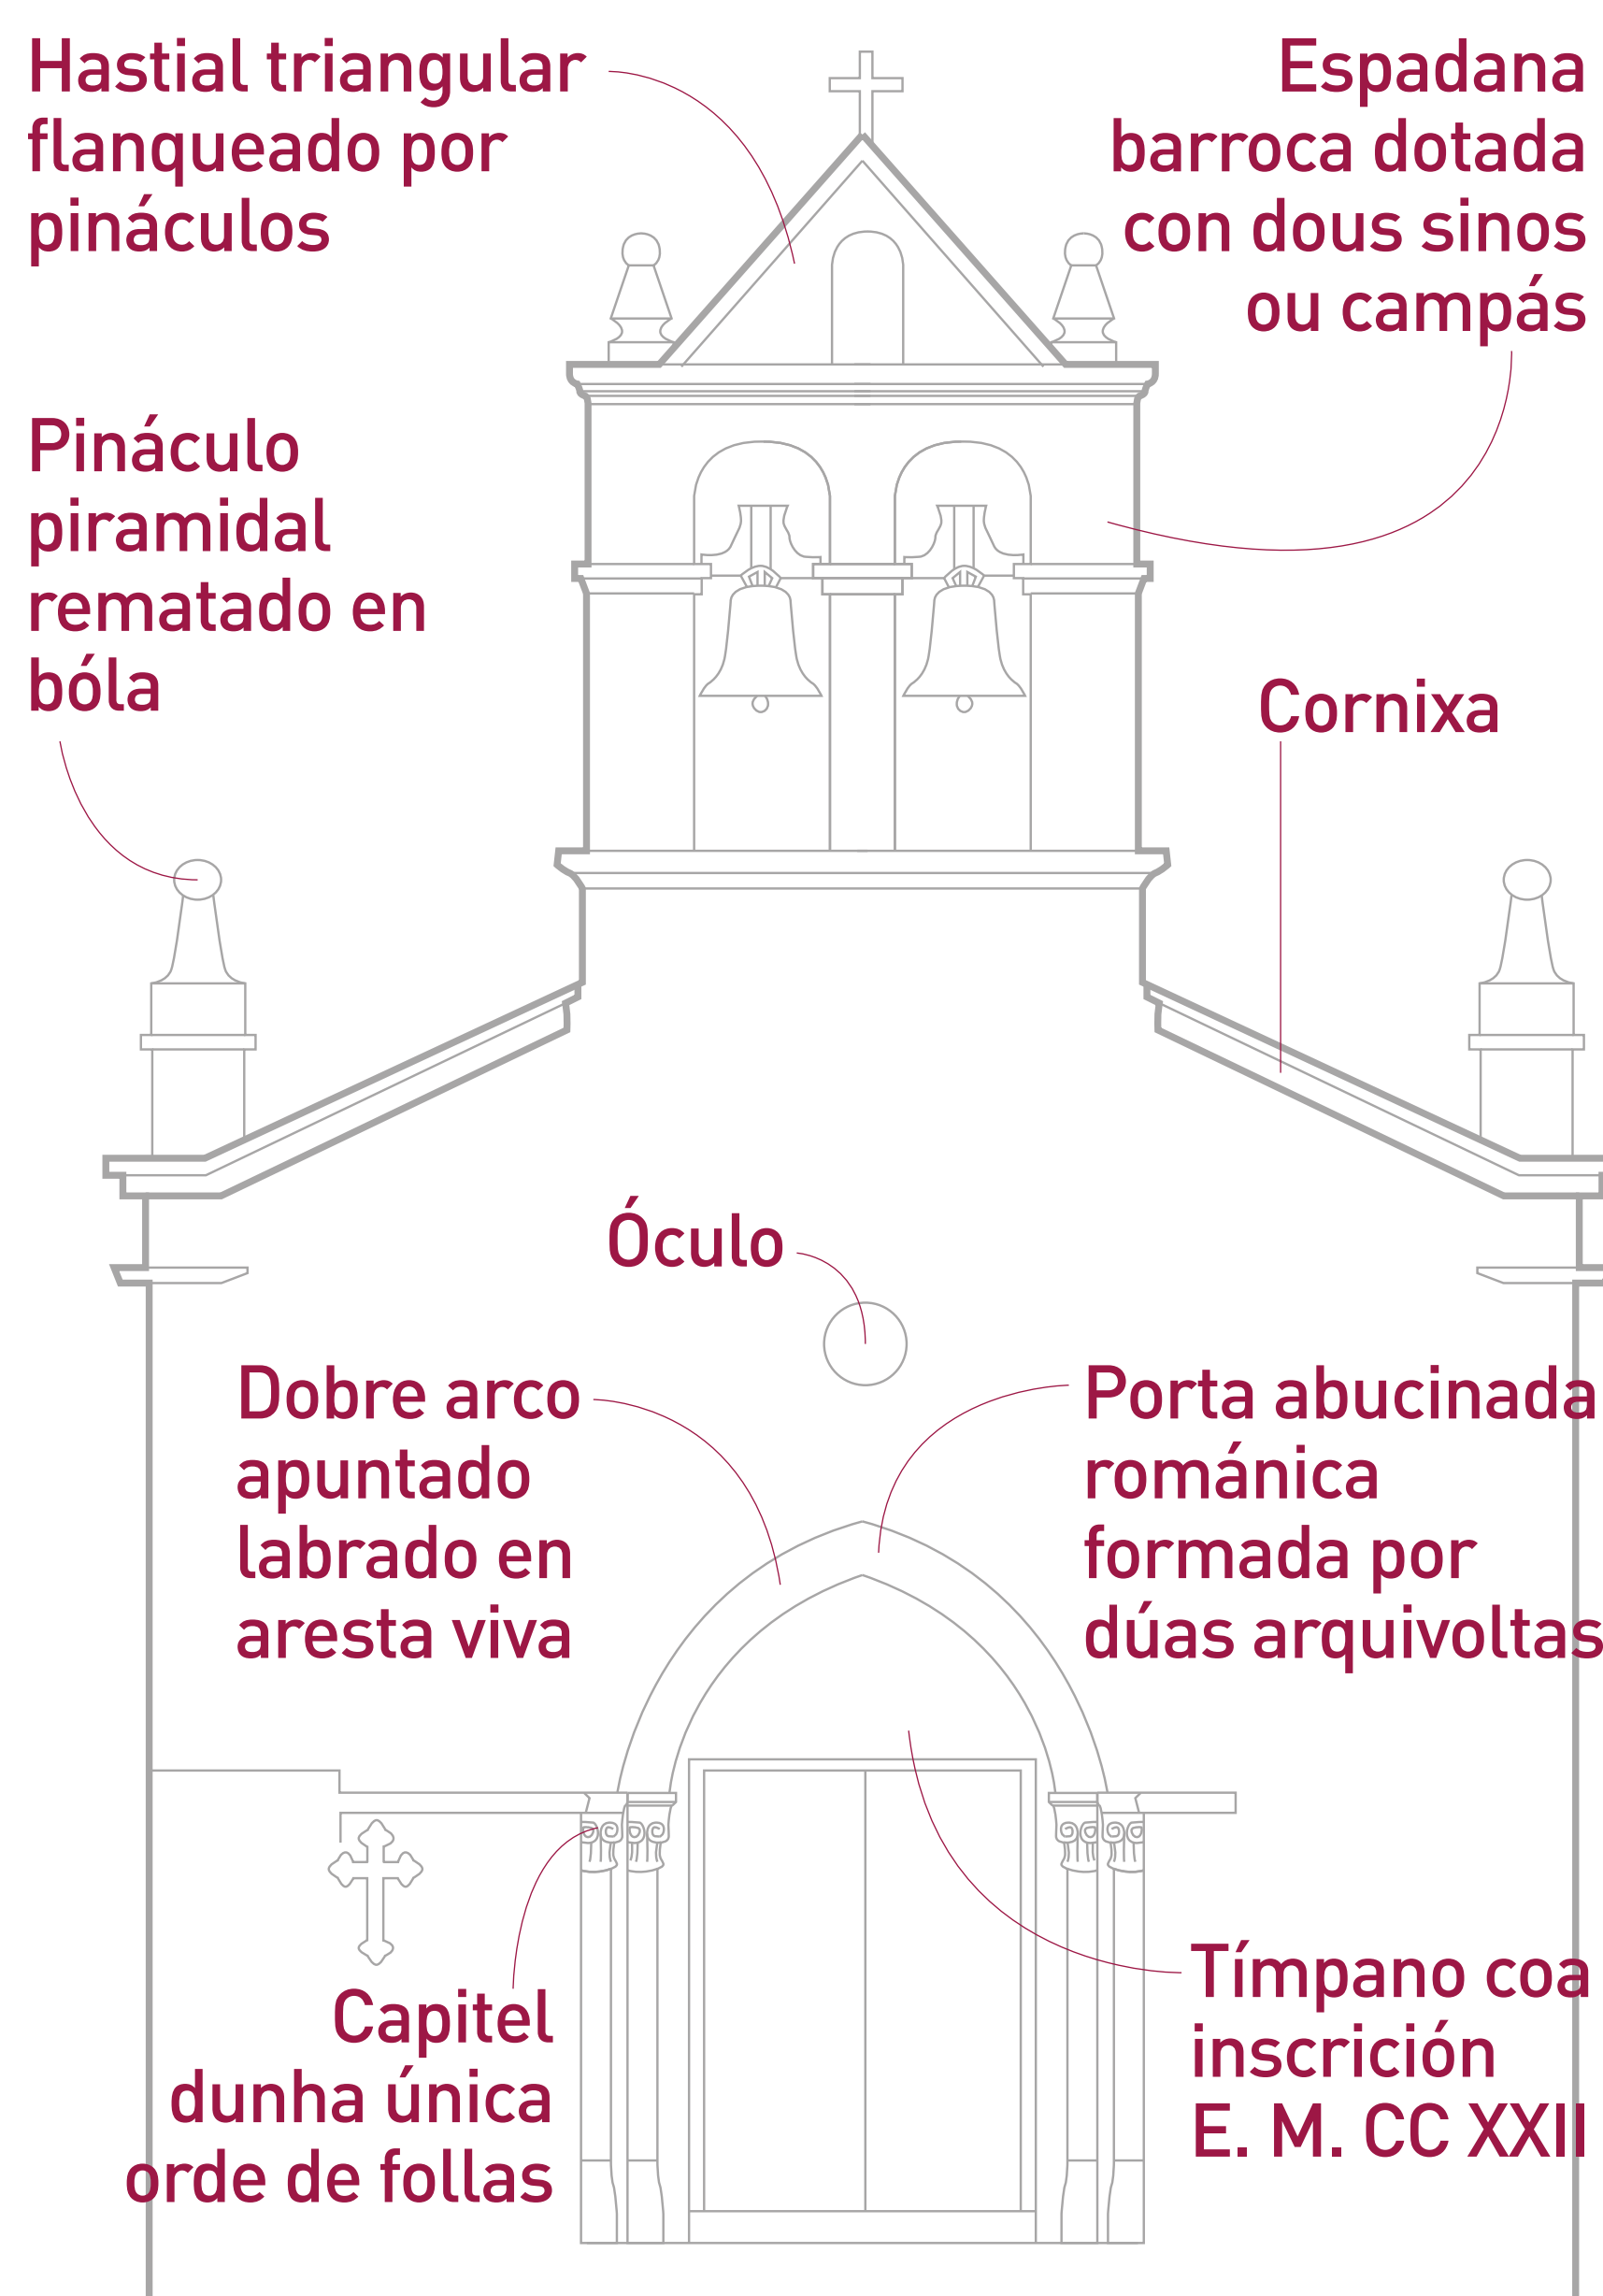 Hastial triangular
flanqueado por
pináculos
Espadana
barroca dotada
con dous sinos
ou campás
Pináculo
piramidal
rematado en
bóla
Cornixa
Óculo
Dobre arco
apuntado
labrado en
aresta viva
Porta abucinada
románica
formada por
dúas arquivoltas
Capitel
dunha única
orde de follas
Tímpano coa
inscrición
E. M. CC XXII